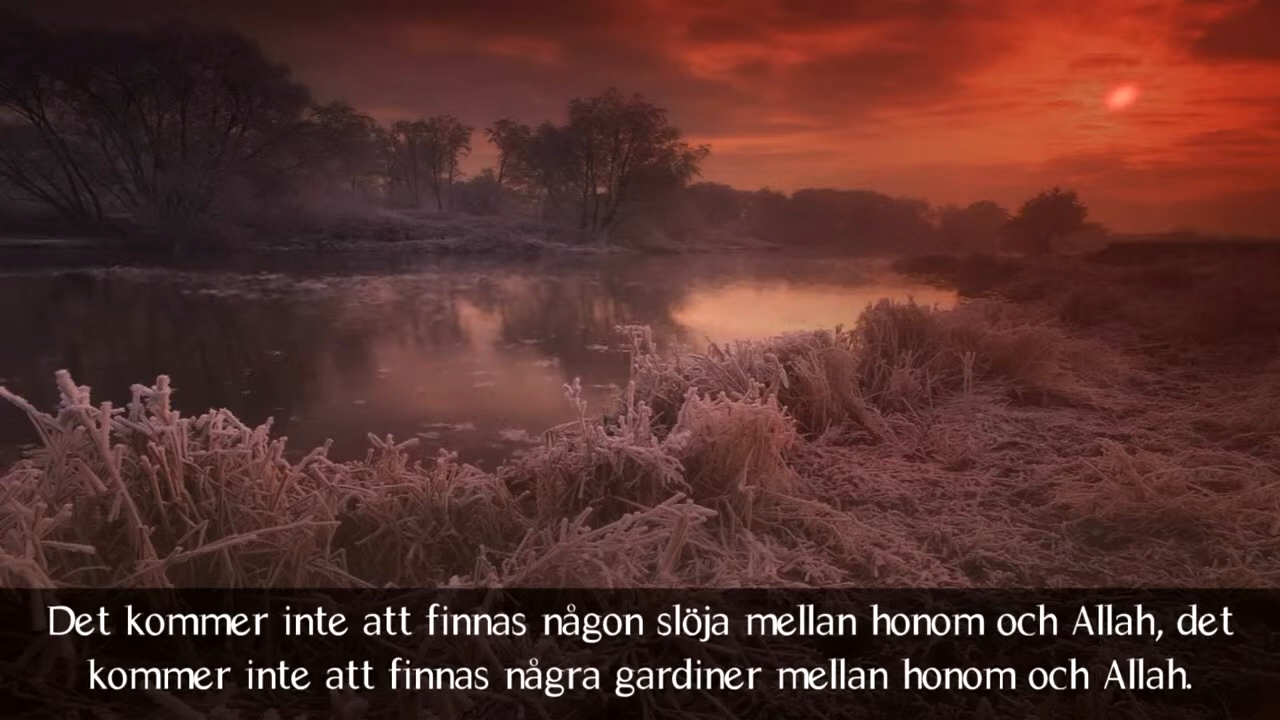 Det kommer inte att finnas någon slöja mellan honom och Allah, det
kommer inte att finnas några gardiner mellan honom och Allah.